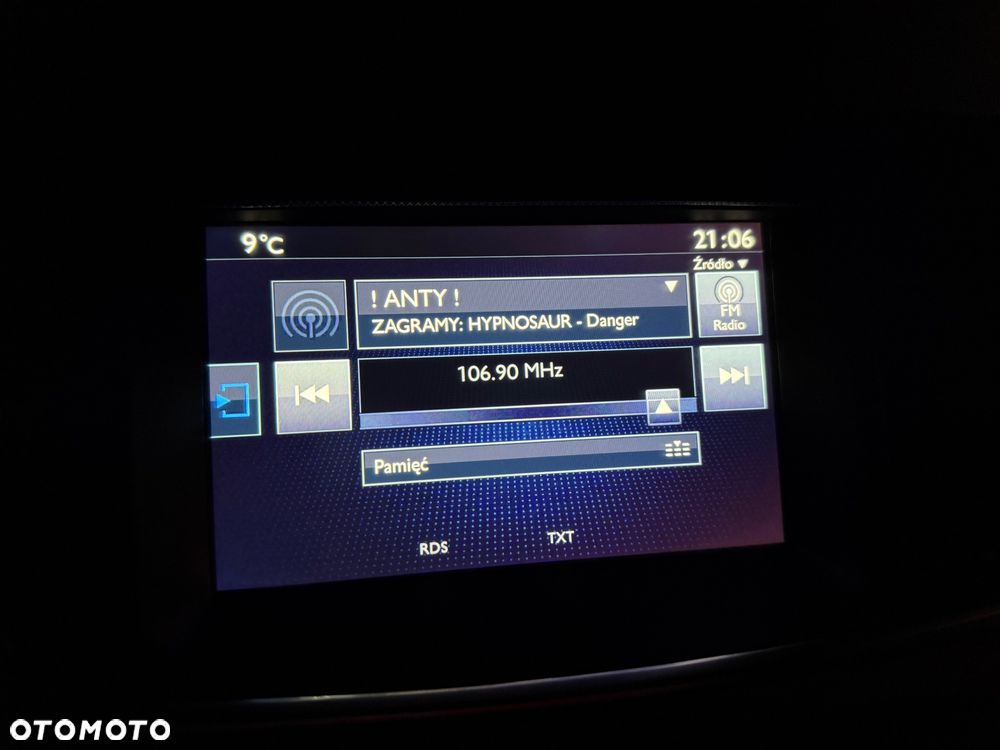 9°C
21:06
Źródło
! ANTY !
ZAGRAMY: HYPNOSAUR - Danger
FM
Radio
106.90 MHz
Pamięć
RDS
TXT
OTOMOTO